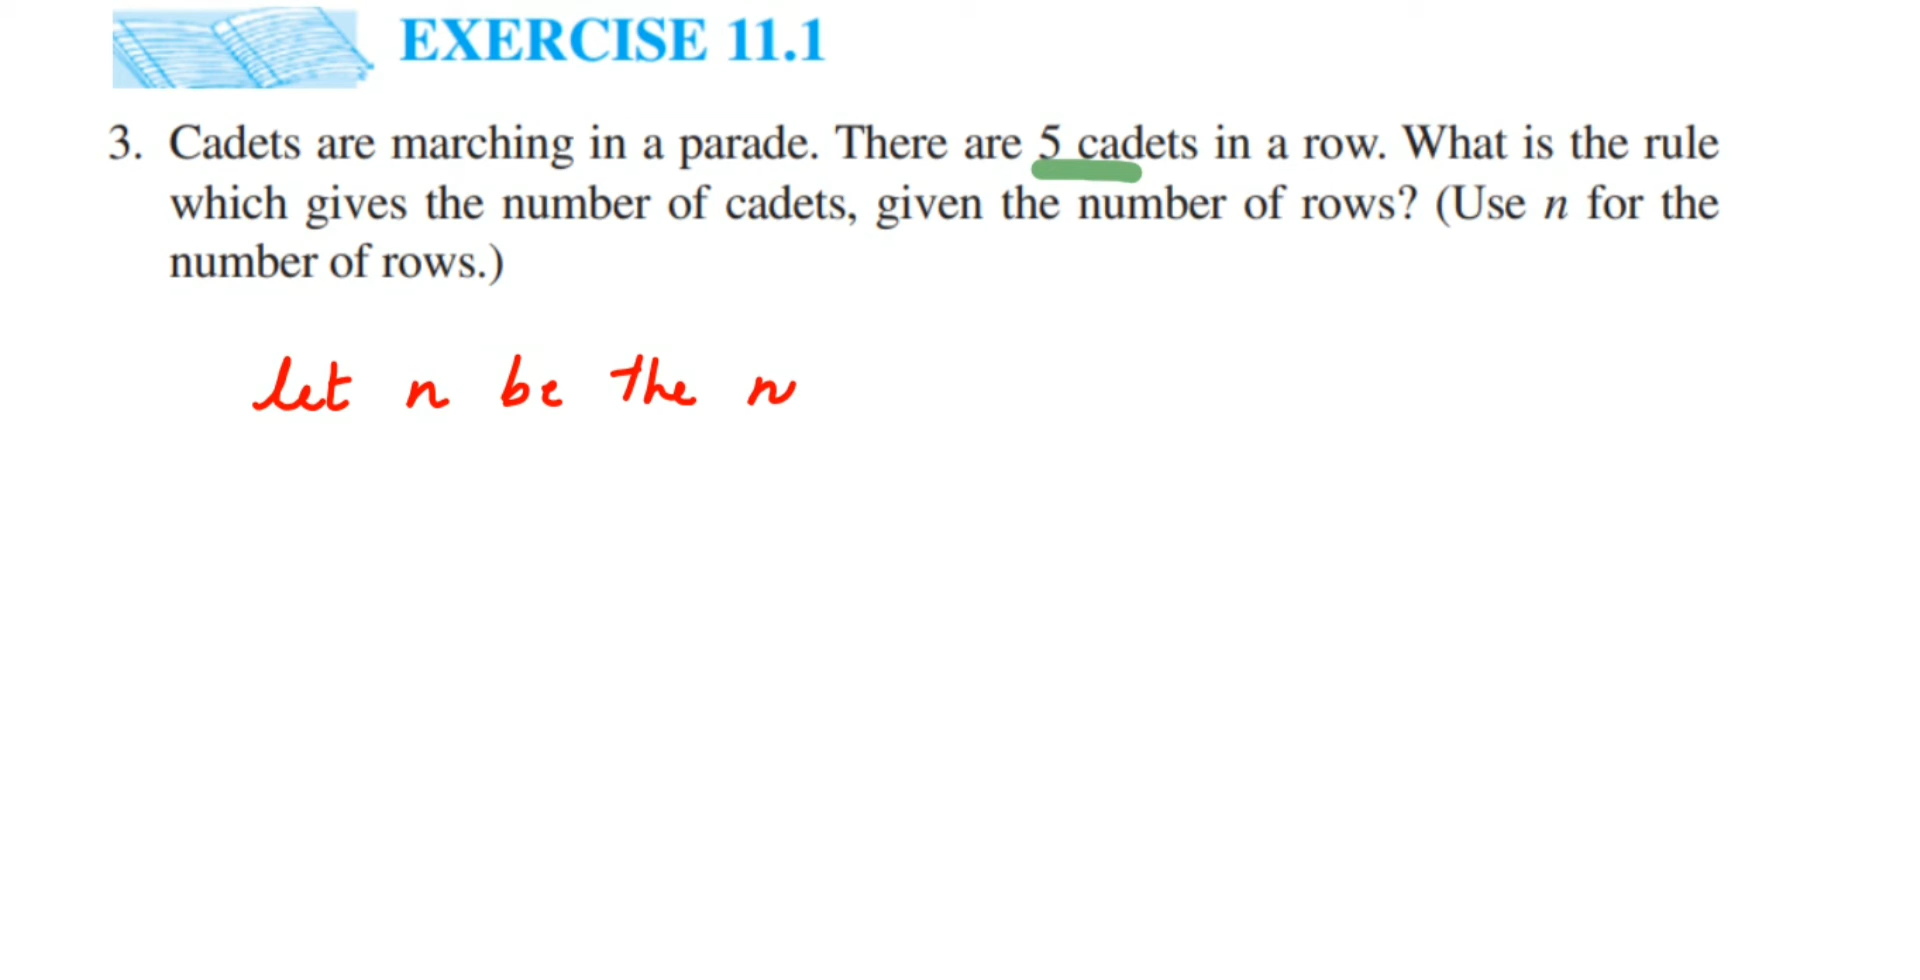 EXERCISE 11.1
3. Cadets are marching in a parade. There are 5 cadets in a row. What is the rule
which gives the number of cadets, given the number of rows? (Use n for the
number of rows.)
let n be the n